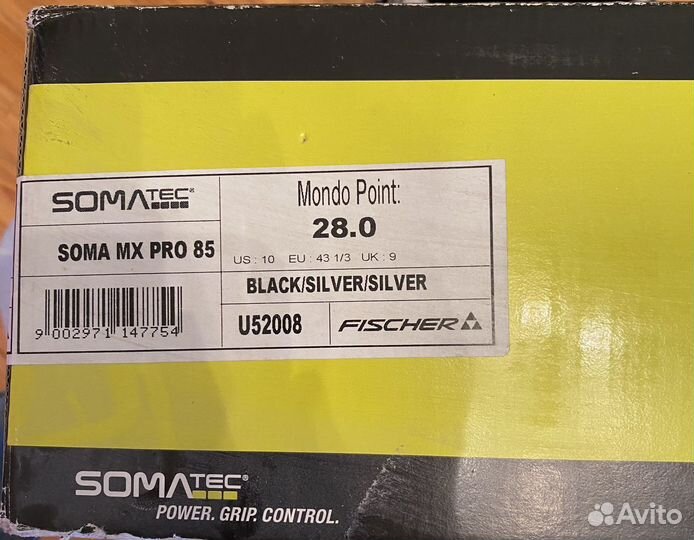 SOMATEC®
Mondo Point:
28.0
SOMA MX PRO 85
US : 10 EU : 43 1/3 UK : 9
BLACK/SILVER/SILVER
9 002971 147754
U52008
FISCHER
SOMATEC®
POWER. GRIP. CONTROL.
Avito